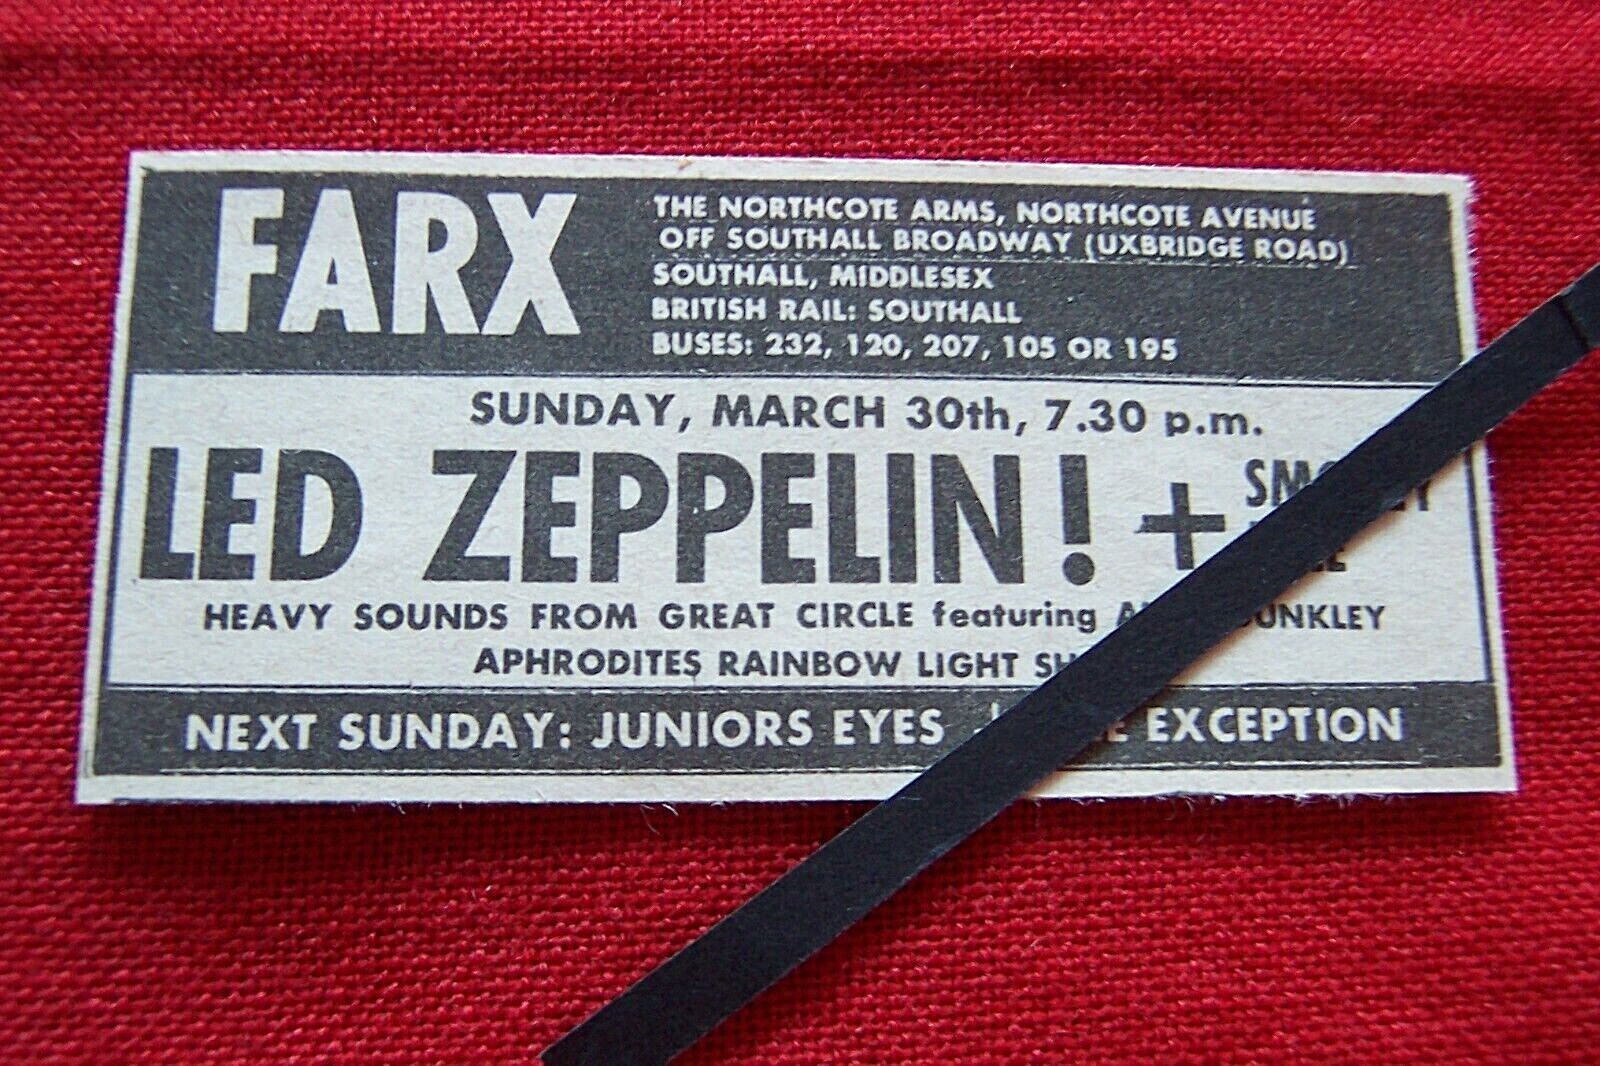 FARX
THE NORTHCOTE ARMS, NORTHCOTE AVENUE
OFF SOUTHALL BROADWAY (UXBRIDGE ROAD)
SOUTHALL, MIDDLESEX
BRITISH RAIL: SOUTHALL
BUSES: 232, 120, 207, 105 OR 195
SUNDAY, MARCH 30th, 7.30 p.m.
LED ZEPPELIN! +
HEAVY SOUNDS FROM GREAT CIRCLE featuring
APHRODITES RAINBOW LIGHT
NEXT SUNDAY: JUNIORS EYES EXCEPTION